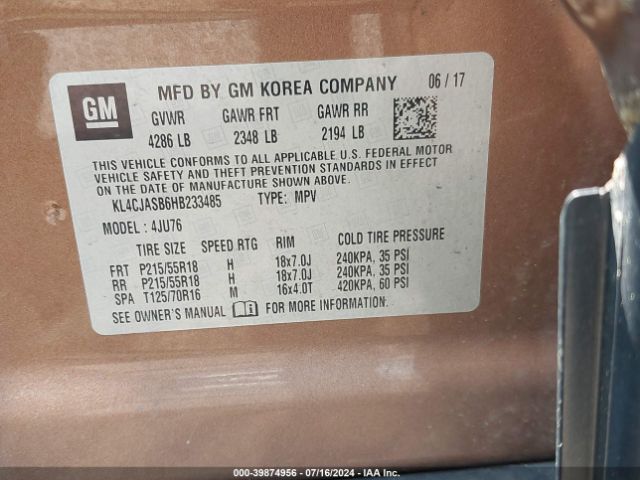 GM
MFD BY GM KOREA COMPANY 06 / 17
GVWR GAWR FRT GAWR RR
4286 LB 2348 LB 2194 LB
THIS VEHICLE CONFORMS TO ALL APPLICABLE U.S. FEDERAL MOTOR
VEHICLE SAFETY AND THEFT PREVENTION STANDARDS IN EFFECT
ON THE DATE OF MANUFACTURE SHOWN ABOVE.
KL4CJASB6HB233485 TYPE: MPV
MODEL : 4JU76
TIRE SIZE SPEED RTG RIM COLD TIRE PRESSURE
FRT P215/55R18 H 18x7.0J 240KPA, 35 PSI
RR P215/55R18 H 18x7.0J 240KPA, 35 PSI
SPA T125/70R16 M 16x4.0T 420KPA, 60 PSI
SEE OWNER'S MANUAL FOR MORE INFORMATION.
000-39874956 - 07/16/2024 - IAA Inc.